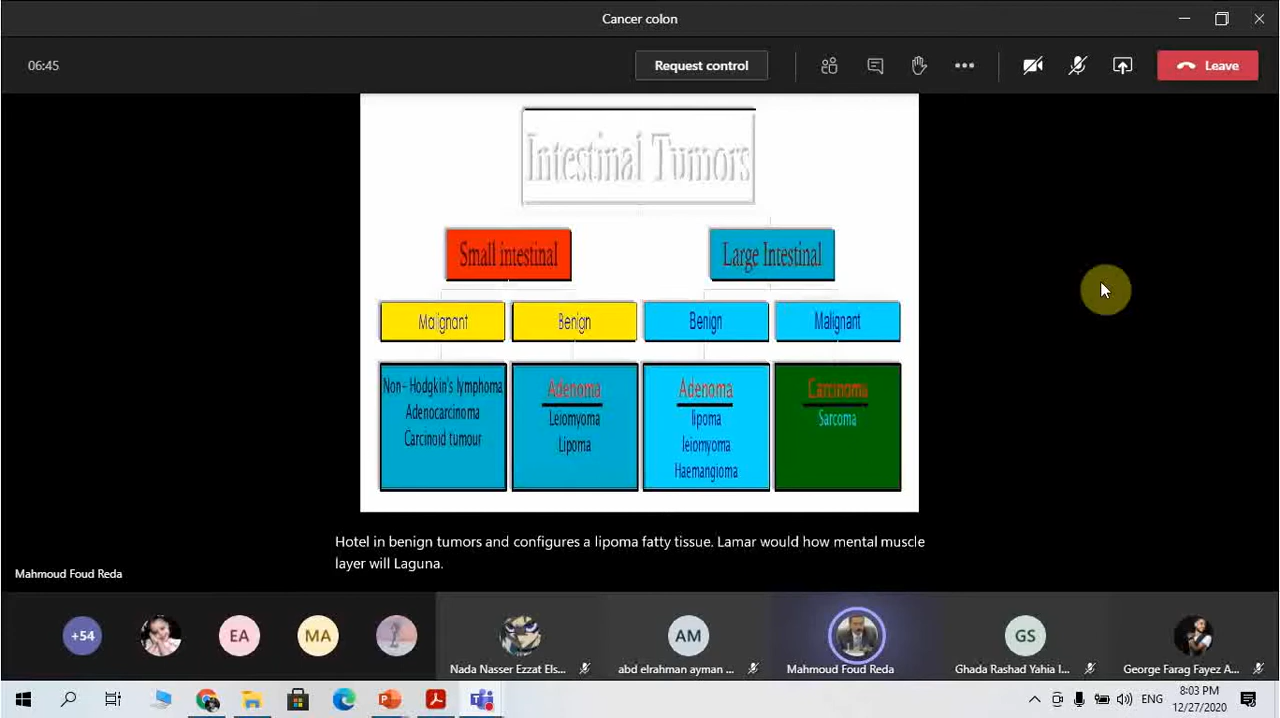 Cancer colon
06:45
Request control
Leave
Intestinal Tumors
Small intestinal
Large Intestinal
Malignant
Benign
Benign
Malignant
Non- Hodgkin's lymphoma
Adenocarcinoma
Carcinoid tumour
Adenoma
Leiomyoma
Lipoma
Adenoma
lipoma
leiomyoma
Haemangioma
Carcinoma
Sarcoma
Hotel in benign tumors and configures a lipoma fatty tissue. Lamar would how mental muscle
layer will Laguna.
Mahmoud Foud Reda
+54
EA
MA
Nada Nasser Ezzat Els...
AM
abd elrahman ayman ...
Mahmoud Foud Reda
GS
Ghada Rashad Yahia I...
George Farag Fayez A...
ENG
8:03 PM
12/27/2020